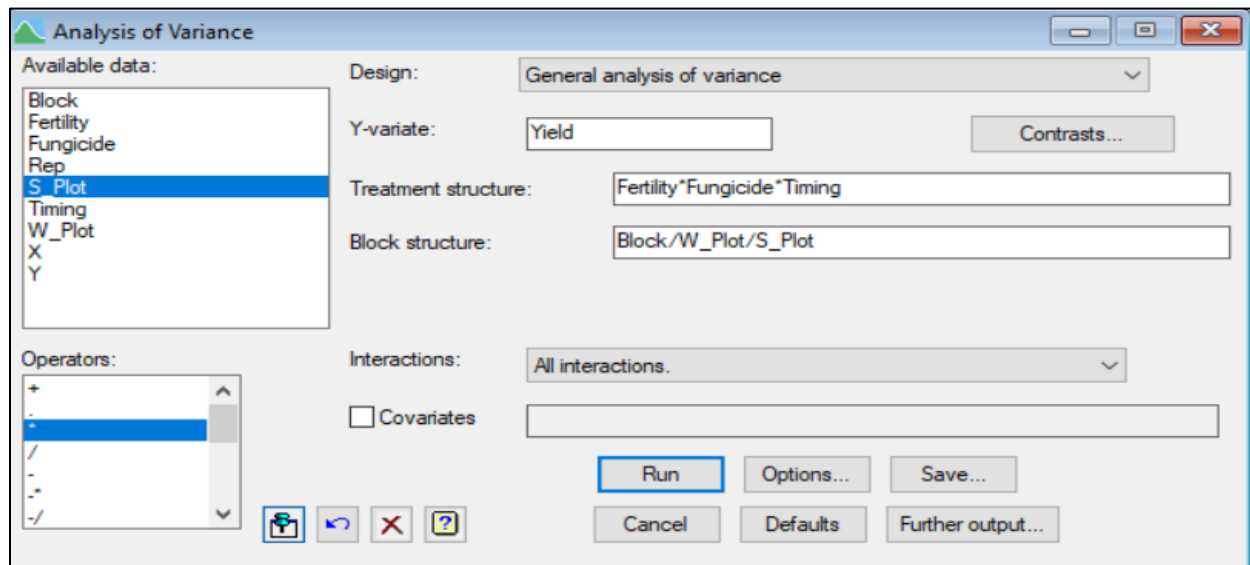 Analysis of Variance
Available data:
Block
Fertility
Fungicide
Rep
S_Plot
Timing
W_Plot
X
Y
Design:
General analysis of variance
Y-variate:
Yield
Contrasts...
Treatment structure:
Fertility*Fungicide*Timing
Block structure:
Block/W_Plot/S_Plot
Operators:
+
.
*
/
-
-*
-/
Interactions:
All interactions.
Covariates
Run
Options...
Save...
?
Cancel
Defaults
Further output...